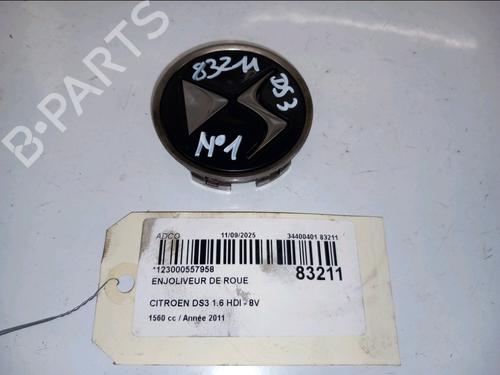 B-PARTS
83211
DS3
N°1
ADCO 11/09/2025 34400401 83211
*123000557958 83211
ENJOLIVEUR DE ROUE
CITROEN DS3 1.6 HDI - 8V
1560 cc / Année 2011